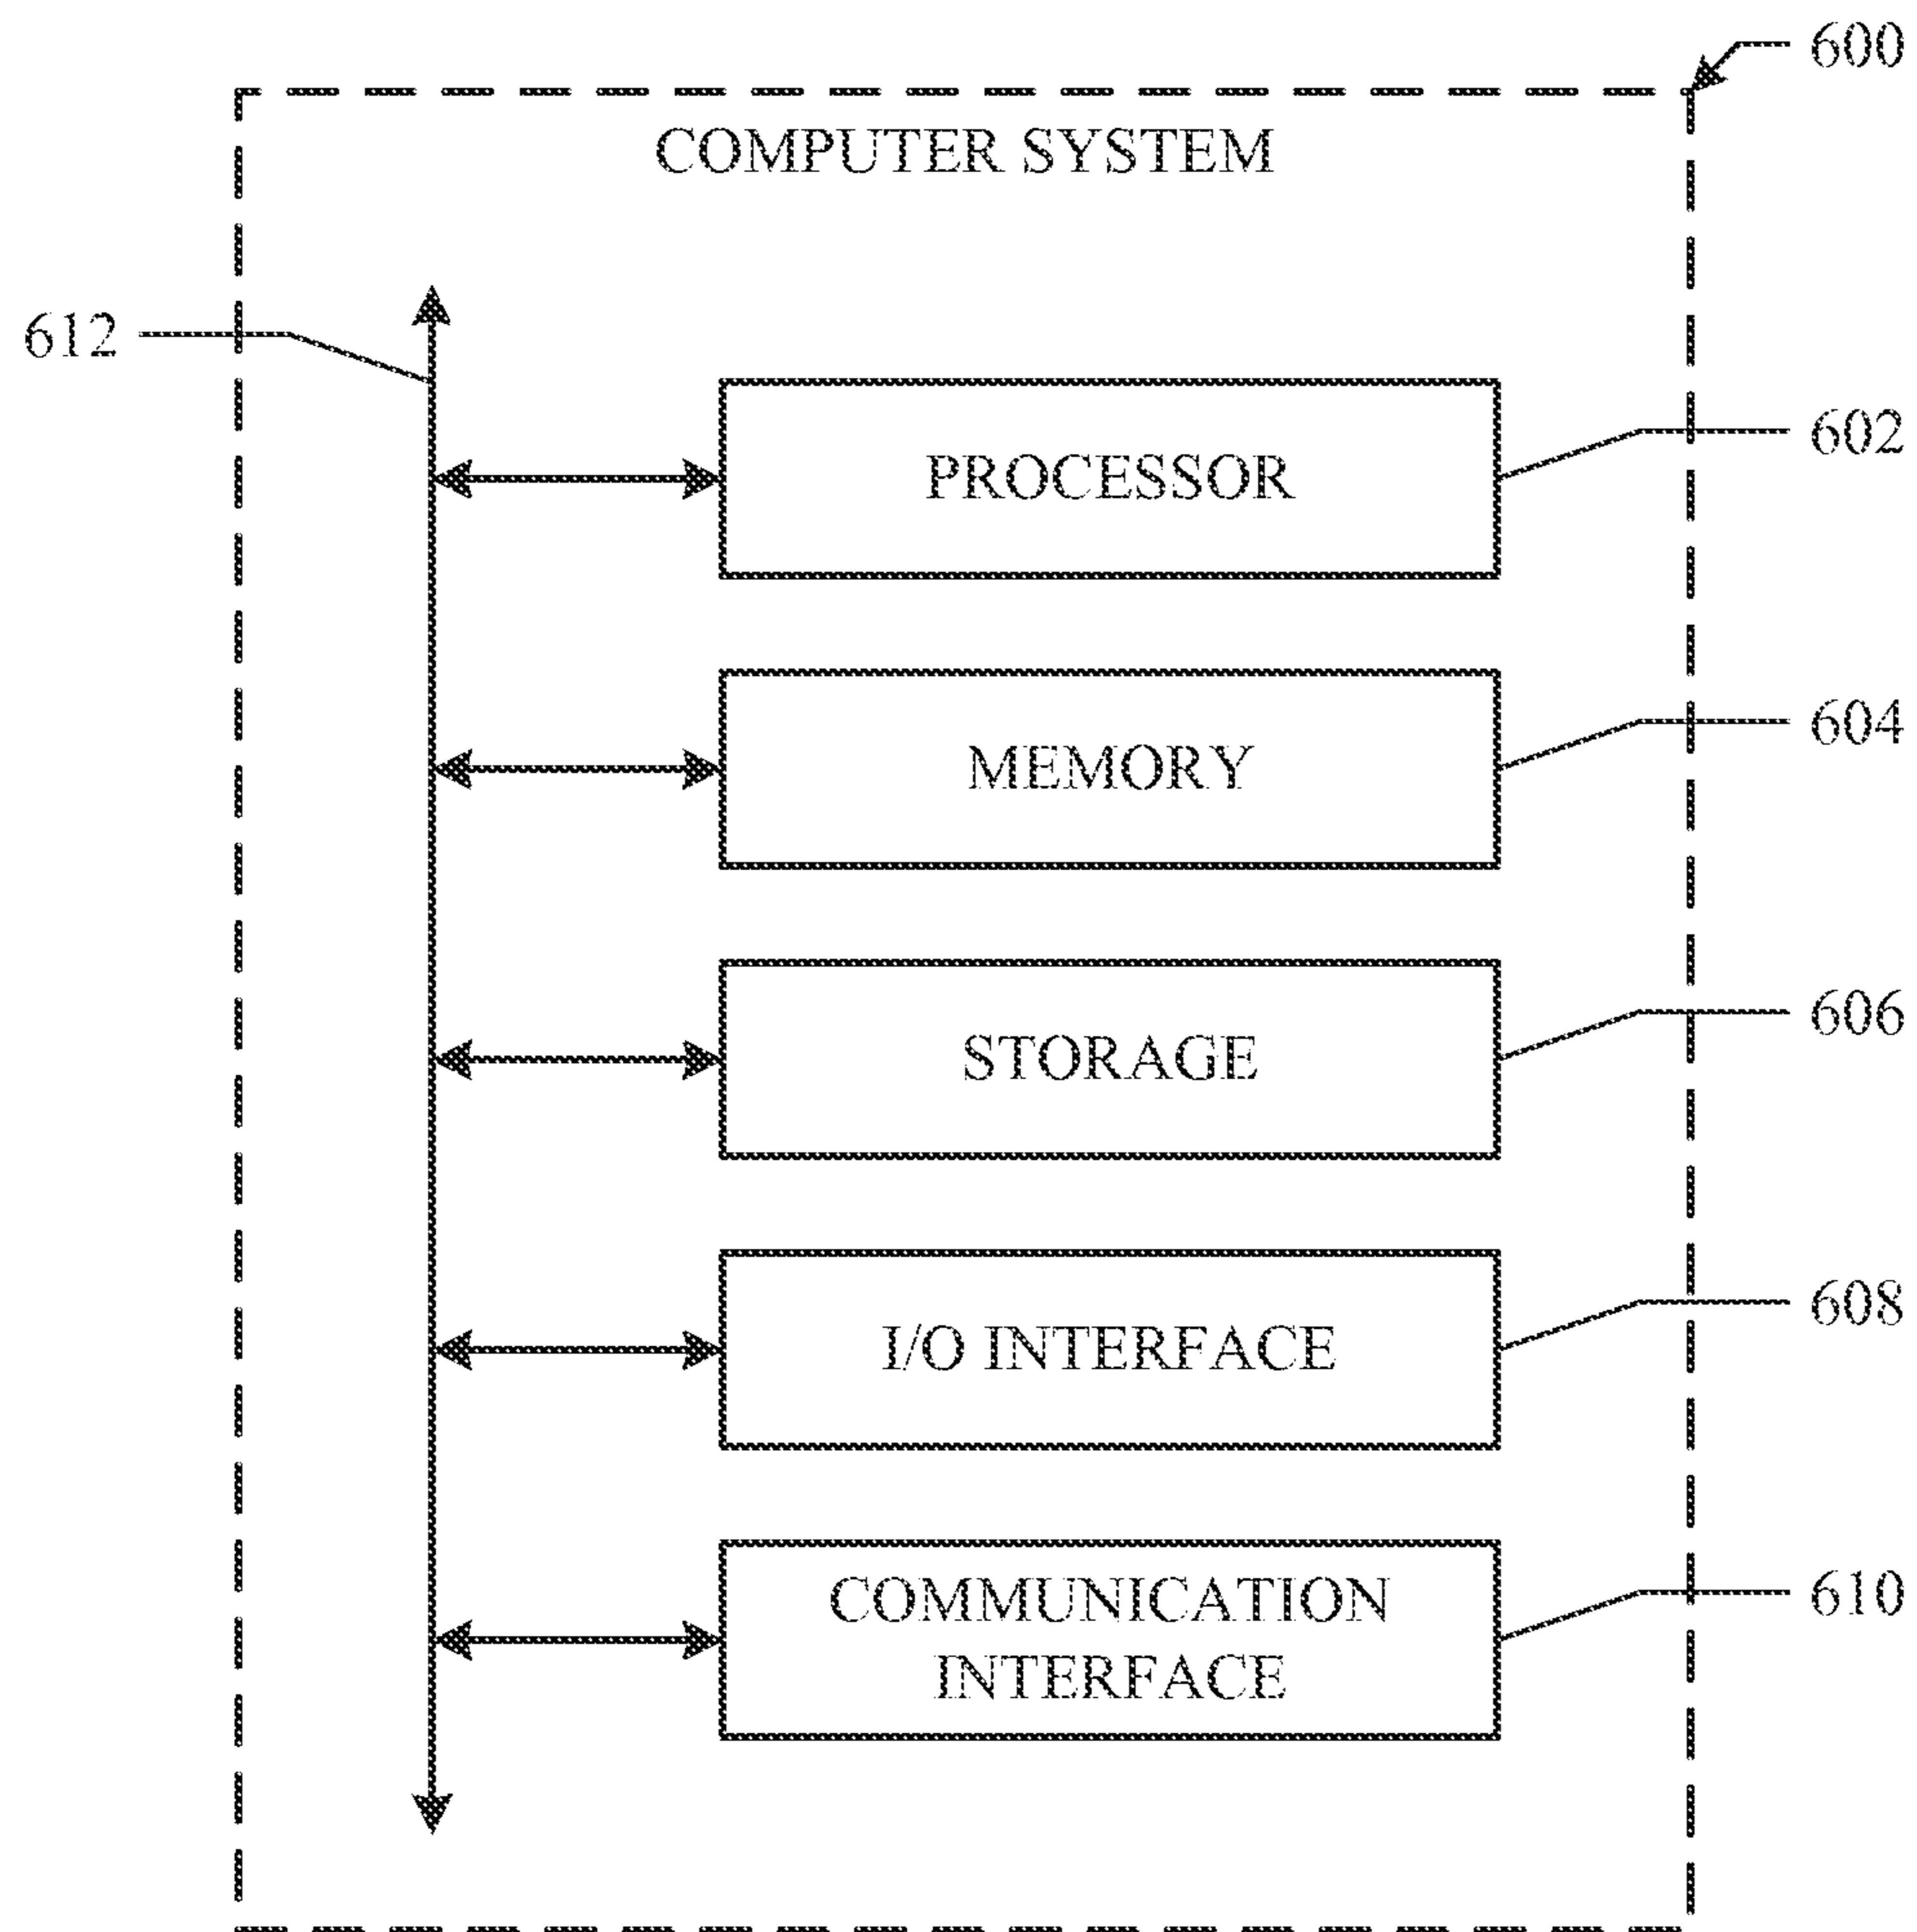 600
COMPUTER SYSTEM
612
602
PROCESSOR
604
MEMORY
606
STORAGE
608
I/O INTERFACE
610
COMMUNICATION
INTERFACE